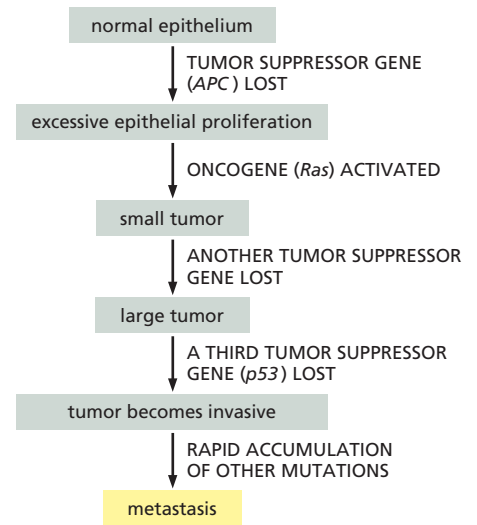 normal epithelium
TUMOR SUPPRESSOR GENE
(APC) LOST
excessive epithelial proliferation
ONCOGENE (Ras) ACTIVATED
small tumor
ANOTHER TUMOR SUPPRESSOR
GENE LOST
large tumor
A THIRD TUMOR SUPPRESSOR
GENE (p53) LOST
tumor becomes invasive
RAPID ACCUMULATION
OF OTHER MUTATIONS
metastasis